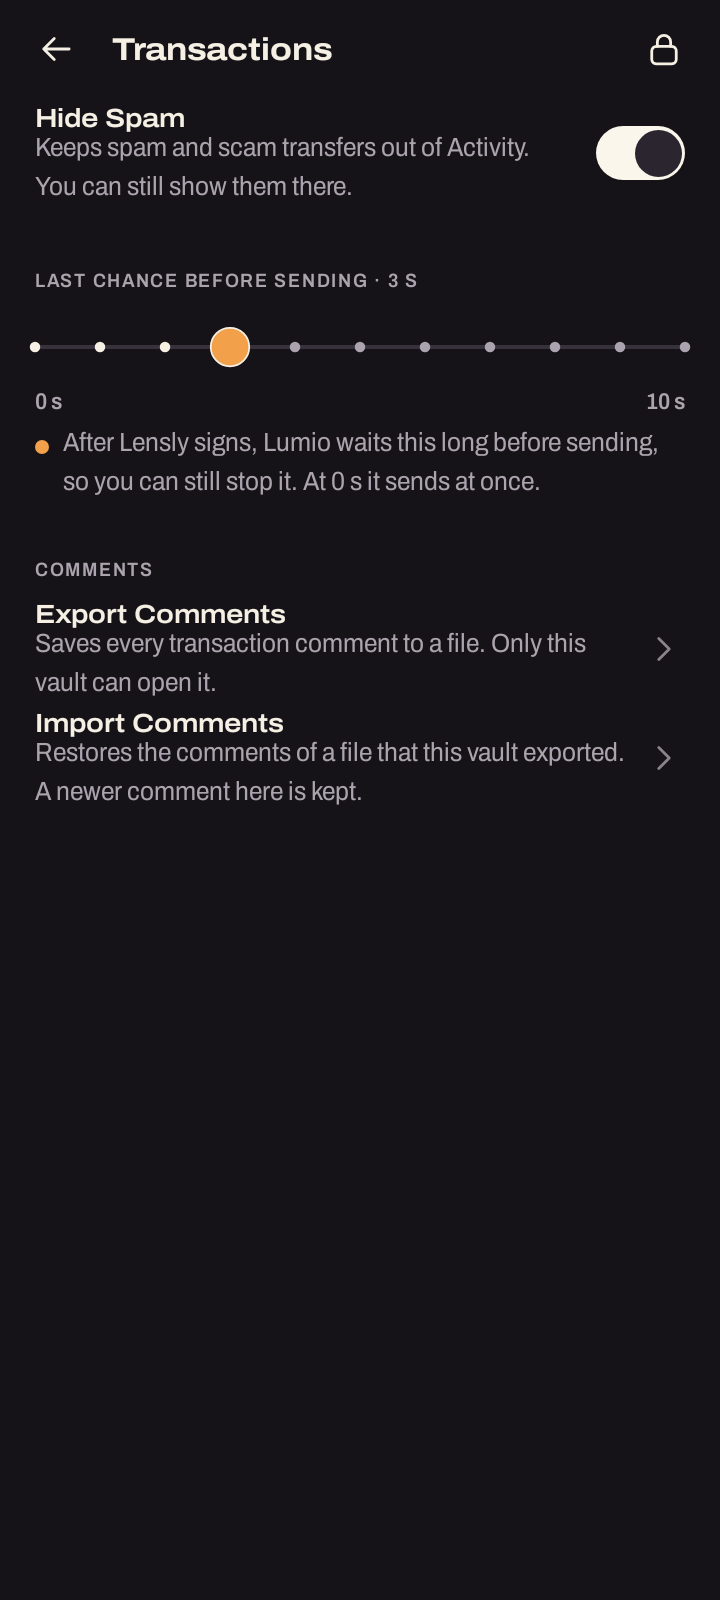 Transactions
Hide Spam
Keeps spam and scam transfers out of Activity.
You can still show them there.
LAST CHANCE BEFORE SENDING · 3 S
0 s
10 s
After Lensly signs, Lumio waits this long before sending,
so you can still stop it. At 0 s it sends at once.
COMMENTS
Export Comments
Saves every transaction comment to a file. Only this
vault can open it.
Import Comments
Restores the comments of a file that this vault exported.
A newer comment here is kept.